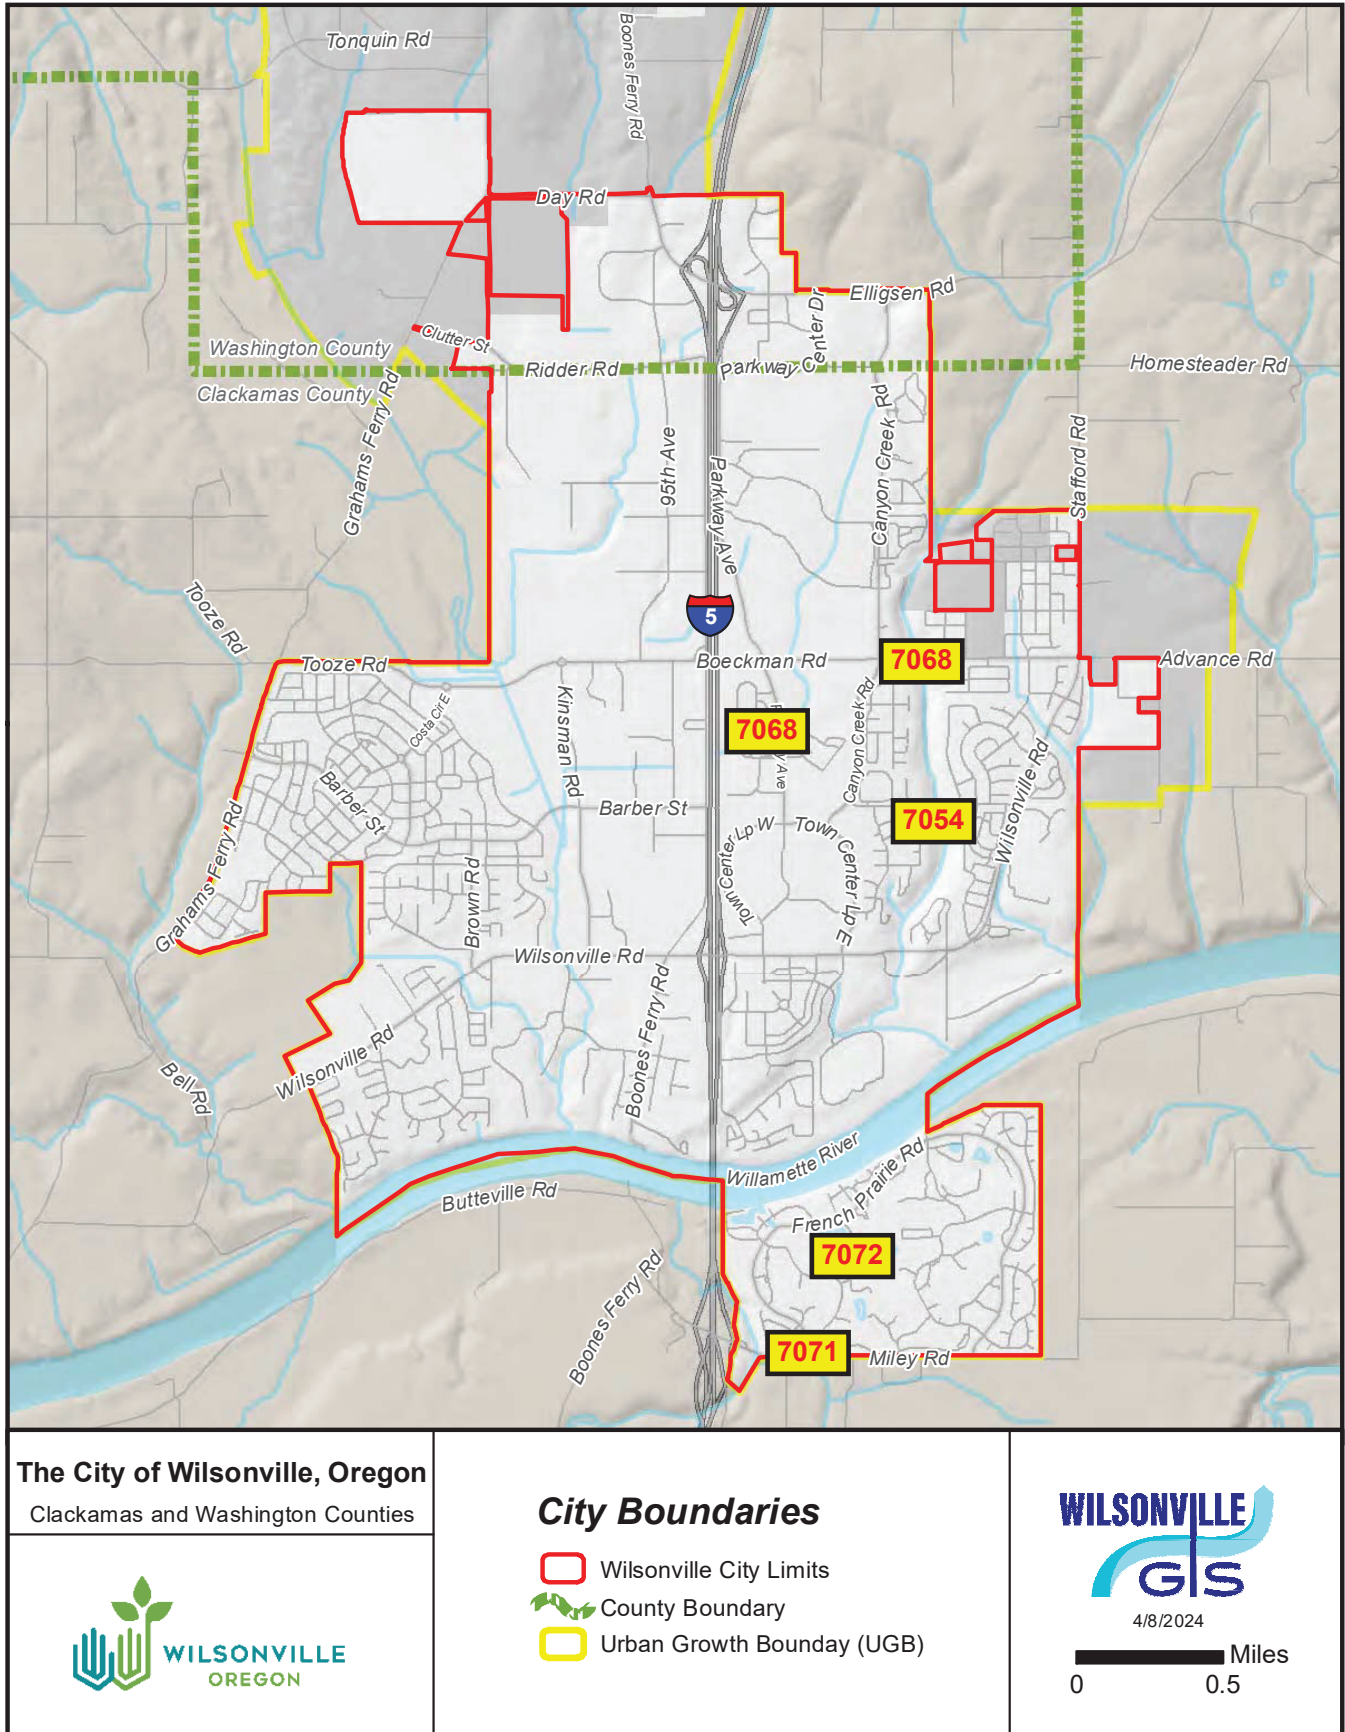 Tonquin Rd
Boones Ferry Rd
Day Rd
Elligsen Rd
Clutter St
Washington County
Clackamas County
Ridder Rd
Parkway Center Dr
Homesteader Rd
Grahams Ferry Rd
95th Ave
Parkway Ave
Canyon Creek Rd
Stafford Rd
Tooze Rd
5
Tooze Rd
Boeckman Rd
7068
Advance Rd
Costa Cir E
Kinsman Rd
7068
y Ave
Canyon Creek Rd
Wilsonville Rd
Barber St
Barber St
Town Center Lp W
Town Center Lp E
7054
Grahams Ferry Rd
Brown Rd
Wilsonville Rd
Boones Ferry Rd
Wilsonville Rd
Bell Rd
Willamette River
Butteville Rd
French Prairie Rd
7072
Boones Ferry Rd
7071
Miley Rd
The City of Wilsonville, Oregon
Clackamas and Washington Counties
WILSONVILLE
OREGON
City Boundaries
Wilsonville City Limits
County Boundary
Urban Growth Bounday (UGB)
WILSONVILLE
GIS
4/8/2024
Miles
0 0.5